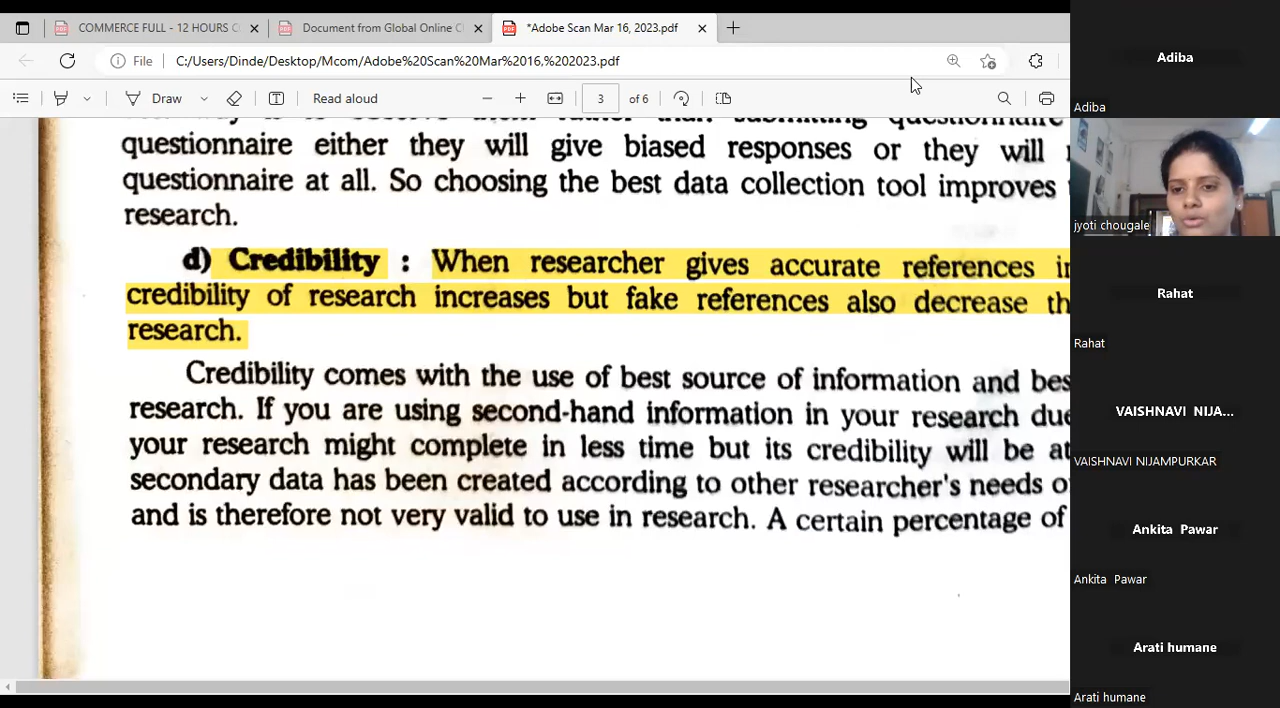 COMMERCE FULL - 12 HOURS
Document from Global Online C
*Adobe Scan Mar 16, 2023.pdf
File
C:/Users/Dinde/Desktop/Mcom/Adobe%20Scan%20Mar%2016,%202023.pdf
Draw
Read aloud
3
of 6
submitting questionnaire
questionnaire either they will give biased responses or they will
questionnaire at all. So choosing the best data collection tool improves
research.
d) Credibility : When researcher gives accurate references
credibility of research increases but fake references also decrease
research.
Credibility comes with the use of best source of information and
research. If you are using second-hand information in your research
your research might complete in less time but its credibility will be
secondary data has been created according to other researcher's needs
and is therefore not very valid to use in research. A certain percentage of
Adiba
Adiba
jyoti chougale
Rahat
Rahat
VAISHNAVI NIJA...
VAISHNAVI NIJAMPURKAR
Ankita Pawar
Ankita Pawar
Arati humane
Arati humane